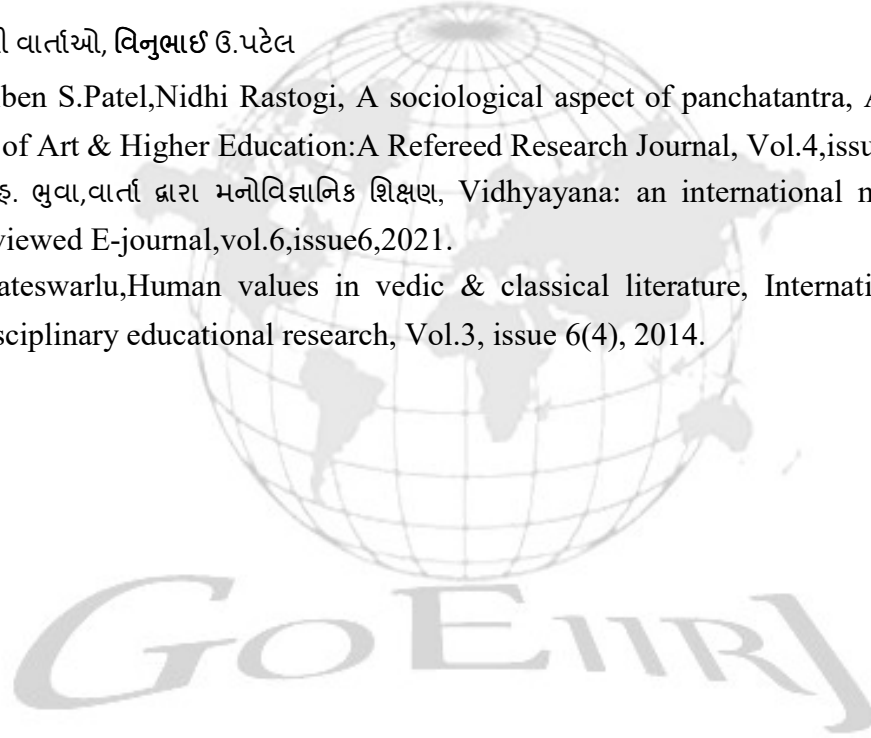 વાર્તાઓ, વિનુભાઈ ઉ.પટેલ
ben S.Patel,Nidhi Rastogi, A sociological aspect of panchatantra, A
of Art & Higher Education:A Refereed Research Journal, Vol.4,issu
ભુવા,વાર્તા દ્વારા મનોવિજ્ઞાનિક શિક્ષણ, Vidhyayana: an international
viewed E-journal,vol.6,issue6,2021.
ateswarlu,Human values in vedic & classical literature, Internati
sciplinary educational research, Vol.3, issue 6(4), 2014.
GOEIIRJ